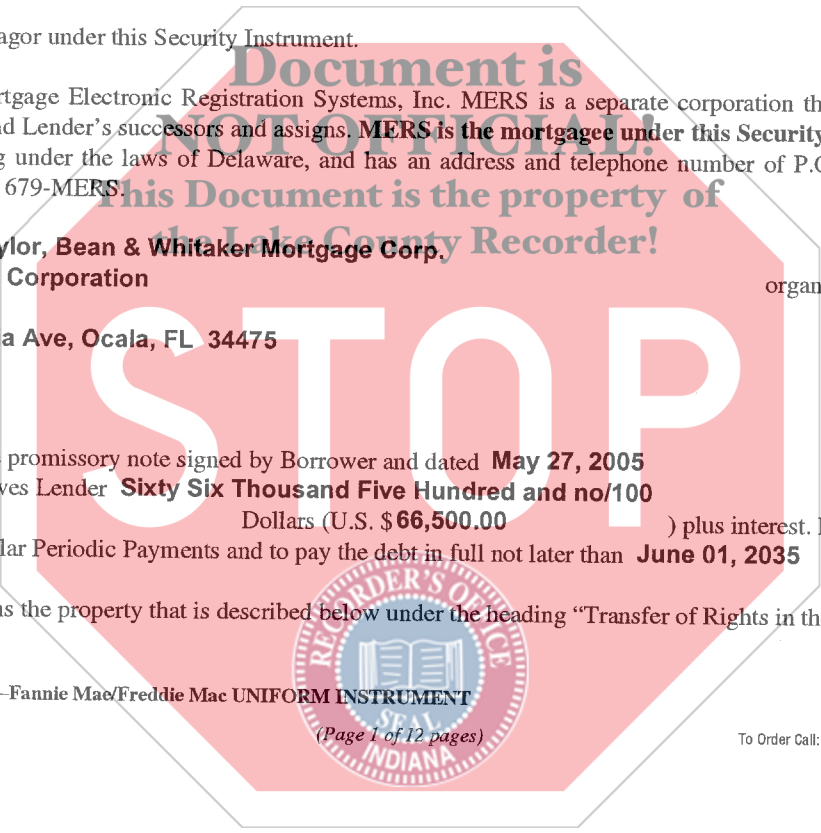 agor under this Security Instrument.
Document is
rtgage Electronic Registration Systems, Inc. MERS is a separate corporation th
nd Lender's successors and assigns. MERS is the mortgagee under this Security
NOT OFFICIAL!
g under the laws of Delaware, and has an address and telephone number of P.O
679-MERS.
This Document is the property of
the Lake County Recorder!
ylor, Bean & Whitaker Mortgage Corp.
Corporation
organ
a Ave, Ocala, FL 34475
STOP
promissory note signed by Borrower and dated May 27, 2005
ves Lender Sixty Six Thousand Five Hundred and no/100
Dollars (U.S. $ 66,500.00 ) plus interest.
lar Periodic Payments and to pay the debt in full not later than June 01, 2035
RECORDER'S OFFICE
ns the property that is described below under the heading “Transfer of Rights in th
–Fannie Mae/Freddie Mac UNIFORM INSTRUMENT
SEAL
(Page 1 of 12 pages)
To Order Call:
INDIANA